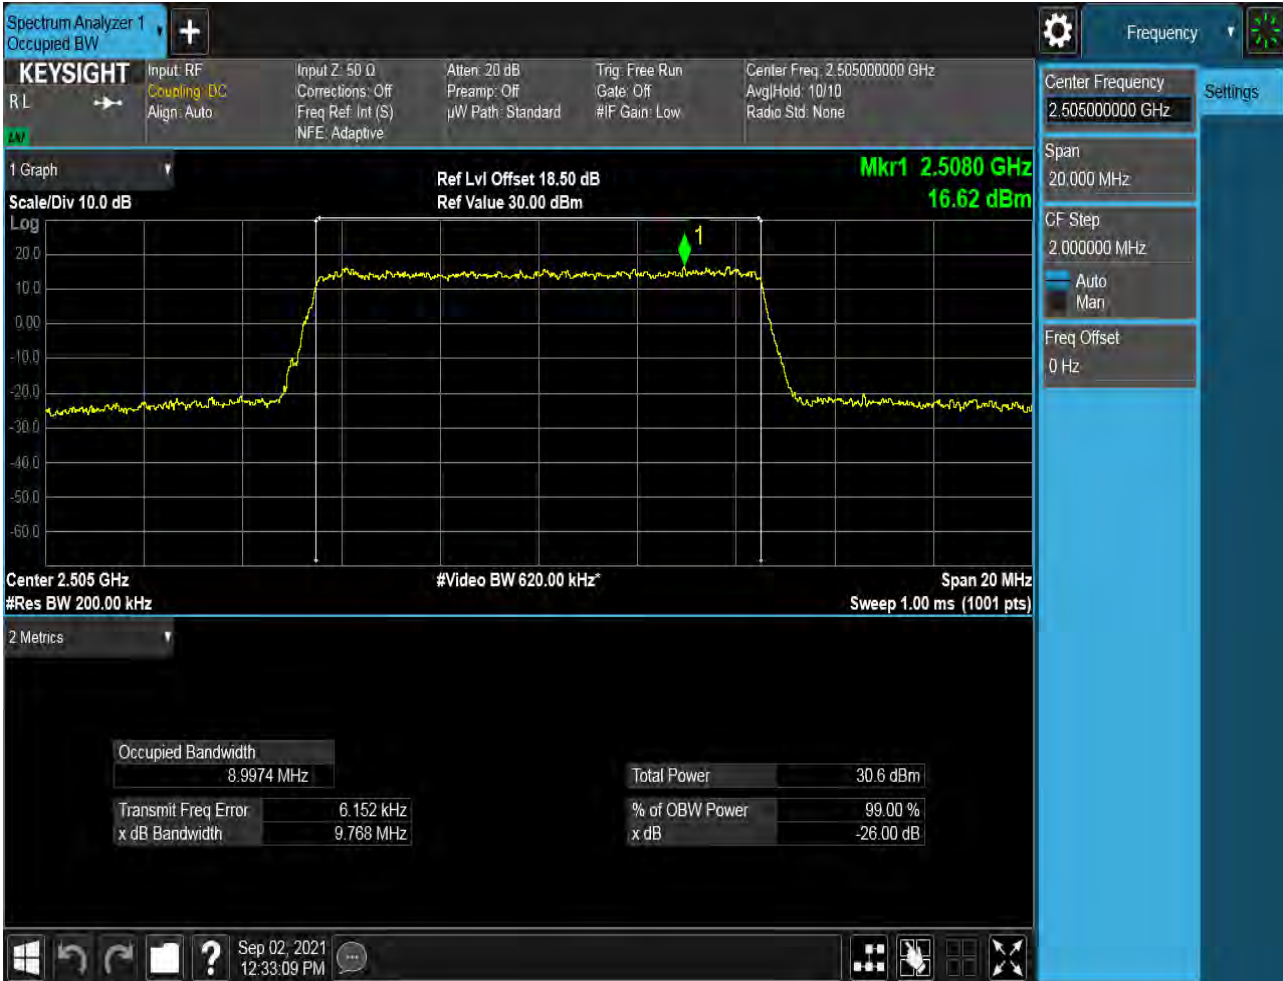 Spectrum Analyzer 1
Occupied BW
Frequency
KEYSIGHT
R L
Input: RF
Coupling: DC
Align: Auto
Input Z: 50 Ω
Corrections: Off
Freq Ref: Int (S)
NFE: Adaptive
Atten: 20 dB
Preamp: Off
µW Path: Standard
Trig: Free Run
Gate: Off
#IF Gain: Low
Center Freq: 2.505000000 GHz
Avg|Hold: 10/10
Radio Std: None
Center Frequency
2.505000000 GHz
Settings
Span
20.000 MHz
CF Step
2.000000 MHz
Auto
Man
Freq Offset
0 Hz
1 Graph
Scale/Div 10.0 dB
Ref Lvl Offset 18.50 dB
Ref Value 30.00 dBm
Mkr1 2.5080 GHz
16.62 dBm
Log
20.0
10.0
0.00
-10.0
-20.0
-30.0
-40.0
-50.0
-60.0
1
Center 2.505 GHz
#Res BW 200.00 kHz
#Video BW 620.00 kHz*
Span 20 MHz
Sweep 1.00 ms (1001 pts)
2 Metrics
Occupied Bandwidth
8.9974 MHz
Transmit Freq Error 6.152 kHz
x dB Bandwidth 9.768 MHz
Total Power 30.6 dBm
% of OBW Power 99.00 %
x dB -26.00 dB
?
Sep 02, 2021
12:33:09 PM